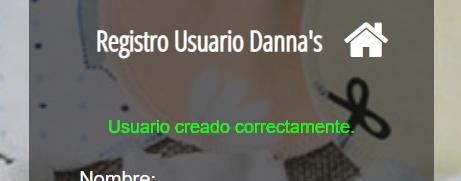 Registro Usuario Danna's
Usuario creado correctamente.
Nombre: